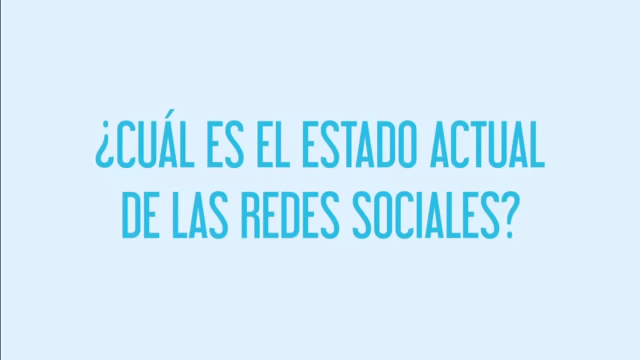 ¿CUÁL ES EL ESTADO ACTUAL
DE LAS REDES SOCIALES?